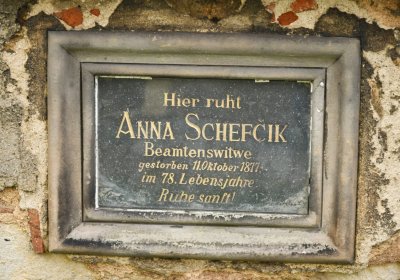 Hier ruht
ANNA SCHEFČIK
Beamtenswitwe
gestorben 11. Oktober 1877
im 78. Lebensjahre
Ruhe sanft!